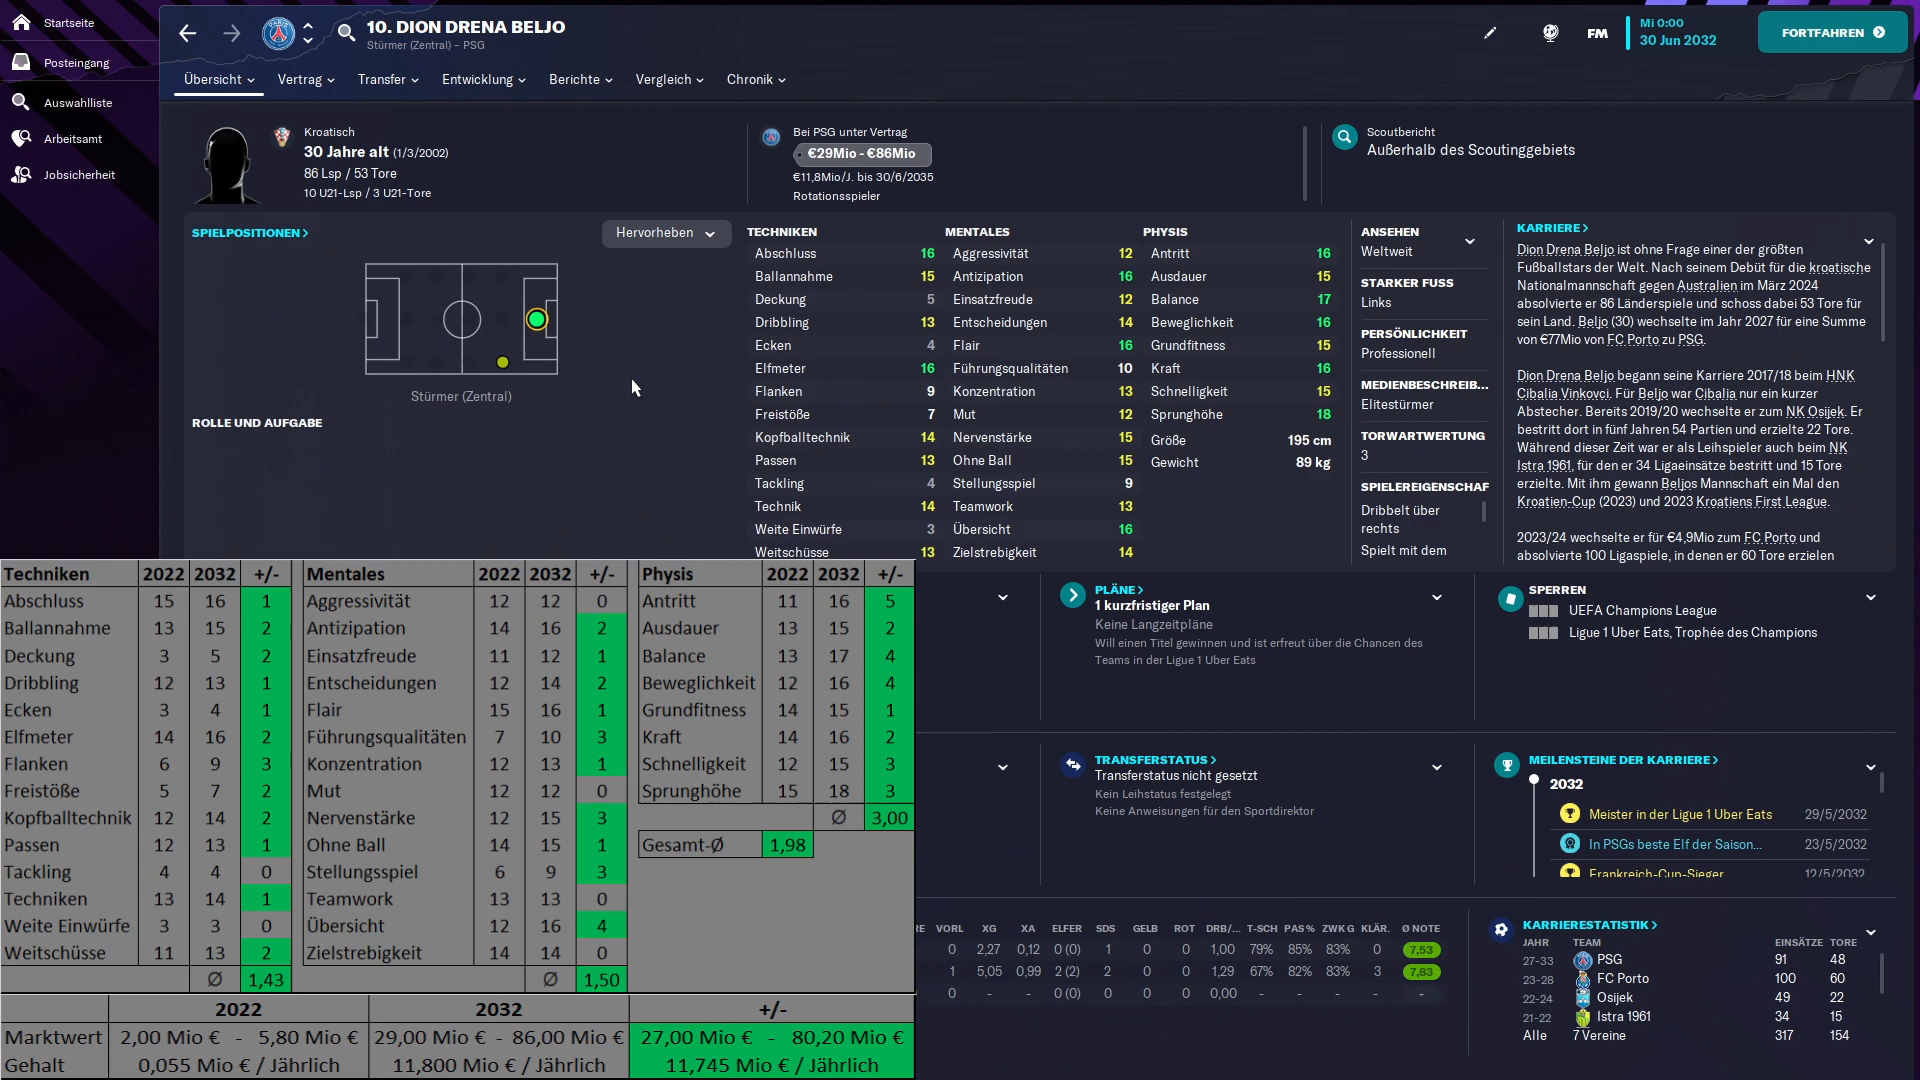 Startseite
Posteingang
Auswahlliste
Arbeitsamt
Jobsicherheit
10. DION DRENA BELJO
Stürmer (Zentral) – PSG
FM
Mi 0:00
30 Jun 2032
FORTFAHREN
Übersicht
Vertrag
Transfer
Entwicklung
Berichte
Vergleich
Chronik
Kroatisch
30 Jahre alt (1/3/2002)
86 Lsp / 53 Tore
10 U21-Lsp / 3 U21-Tore
Bei PSG unter Vertrag
€29Mio - €86Mio
€11,8Mio/J. bis 30/6/2035
Rotationsspieler
Scoutbericht
Außerhalb des Scoutinggebiets
SPIELPOSITIONEN >
Hervorheben
Stürmer (Zentral)
ROLLE UND AUFGABE
TECHNIKEN
Abschluss 16
Ballannahme 15
Deckung 5
Dribbling 13
Ecken 4
Elfmeter 16
Flanken 9
Freistöße 7
Kopfballtechnik 14
Passen 13
Tackling 4
Technik 14
Weite Einwürfe 3
Weitschüsse 13
MENTALES
Aggressivität 12
Antizipation 16
Einsatzfreude 12
Entscheidungen 14
Flair 16
Führungsqualitäten 10
Konzentration 13
Mut 12
Nervenstärke 15
Ohne Ball 15
Stellungsspiel 9
Teamwork 13
Übersicht 16
Zielstrebigkeit 14
PHYSIS
Antritt 16
Ausdauer 15
Balance 17
Beweglichkeit 16
Grundfitness 15
Kraft 16
Schnelligkeit 15
Sprunghöhe 18
Größe 195 cm
Gewicht 89 kg
ANSEHEN
Weltweit
STARKER FUSS
Links
PERSÖNLICHKEIT
Professionell
MEDIENBESCHREIB...
Elitestürmer
TORWARTWERTUNG
3
SPIELEREIGENSCHAF
Dribbelt über
rechts
Spielt mit dem
KARRIERE >
Dion Drena Beljo ist ohne Frage einer der größten
Fußballstars der Welt. Nach seinem Debüt für die kroatische
Nationalmannschaft gegen Australien im März 2024
absolvierte er 86 Länderspiele und schoss dabei 53 Tore für
sein Land. Beljo (30) wechselte im Jahr 2027 für eine Summe
von €77Mio von FC Porto zu PSG.
Dion Drena Beljo begann seine Karriere 2017/18 beim HNK
Cibalia Vinkovci. Für Beljo war Cibalia nur ein kurzer
Abstecher. Bereits 2019/20 wechselte er zum NK Osijek. Er
bestritt dort in fünf Jahren 54 Partien und erzielte 22 Tore.
Während dieser Zeit war er als Leihspieler auch beim NK
Istra 1961, für den er 34 Ligaeinsätze bestritt und 15 Tore
erzielte. Mit ihm gewann Beljos Mannschaft ein Mal den
Kroatien-Cup (2023) und 2023 Kroatiens First League.
2023/24 wechselte er für €4,9Mio zum FC Porto und
absolvierte 100 Ligaspiele, in denen er 60 Tore erzielen
Techniken 2022 2032 +/-
Abschluss 15 16 1
Ballannahme 13 15 2
Deckung 3 5 2
Dribbling 12 13 1
Ecken 3 4 1
Elfmeter 14 16 2
Flanken 6 9 3
Freistöße 5 7 2
Kopfballtechnik 12 14 2
Passen 12 13 1
Tackling 4 4 0
Techniken 13 14 1
Weite Einwürfe 3 3 0
Weitschüsse 11 13 2
Ø 1,43
Mentales 2022 2032 +/-
Aggressivität 12 12 0
Antizipation 14 16 2
Einsatzfreude 11 12 1
Entscheidungen 12 14 2
Flair 15 16 1
Führungsqualitäten 7 10 3
Konzentration 12 13 1
Mut 12 12 0
Nervenstärke 12 15 3
Ohne Ball 14 15 1
Stellungsspiel 6 9 3
Teamwork 13 13 0
Übersicht 12 16 4
Zielstrebigkeit 14 14 0
Ø 1,50
Physis 2022 2032 +/-
Antritt 11 16 5
Ausdauer 13 15 2
Balance 13 17 4
Beweglichkeit 12 16 4
Grundfitness 14 15 1
Kraft 14 16 2
Schnelligkeit 12 15 3
Sprunghöhe 15 18 3
Ø 3,00
Gesamt-Ø 1,98
2022 2032 +/-
Marktwert 2,00 Mio € - 5,80 Mio € 29,00 Mio € - 86,00 Mio € 27,00 Mio € - 80,20 Mio €
Gehalt 0,055 Mio € / Jährlich 11,800 Mio € / Jährlich 11,745 Mio € / Jährlich
PLÄNE >
1 kurzfristiger Plan
Keine Langzeitpläne
Will einen Titel gewinnen und ist erfreut über die Chancen des
Teams in der Ligue 1 Uber Eats
SPERREN
UEFA Champions League
Ligue 1 Uber Eats, Trophée des Champions
TRANSFERSTATUS >
Transferstatus nicht gesetzt
Kein Leihstatus festgelegt
Keine Anweisungen für den Sportdirektor
MEILENSTEINE DER KARRIERE >
2032
Meister in der Ligue 1 Uber Eats 29/5/2032
In PSGs beste Elf der Saison... 23/5/2032
Frankreich-Cup-Sieger 12/5/2032
RE VORL XG XA ELFER SDS GELB ROT DRB/... T-SCH PAS % ZWK G KLÄR. Ø NOTE
0 2,27 0,12 0 (0) 1 0 0 1,00 79% 85% 83% 0 7,53
1 5,05 0,99 2 (2) 2 0 0 1,29 67% 82% 83% 3 7,83
0 - - 0 (0) 0 0 0 0,00 - - - - -
KARRIERESTATISTIK >
JAHR TEAM EINSÄTZE TORE
27-33 PSG 91 48
23-28 FC Porto 100 60
22-24 Osijek 49 22
21-22 Istra 1961 34 15
Alle 7 Vereine 317 154